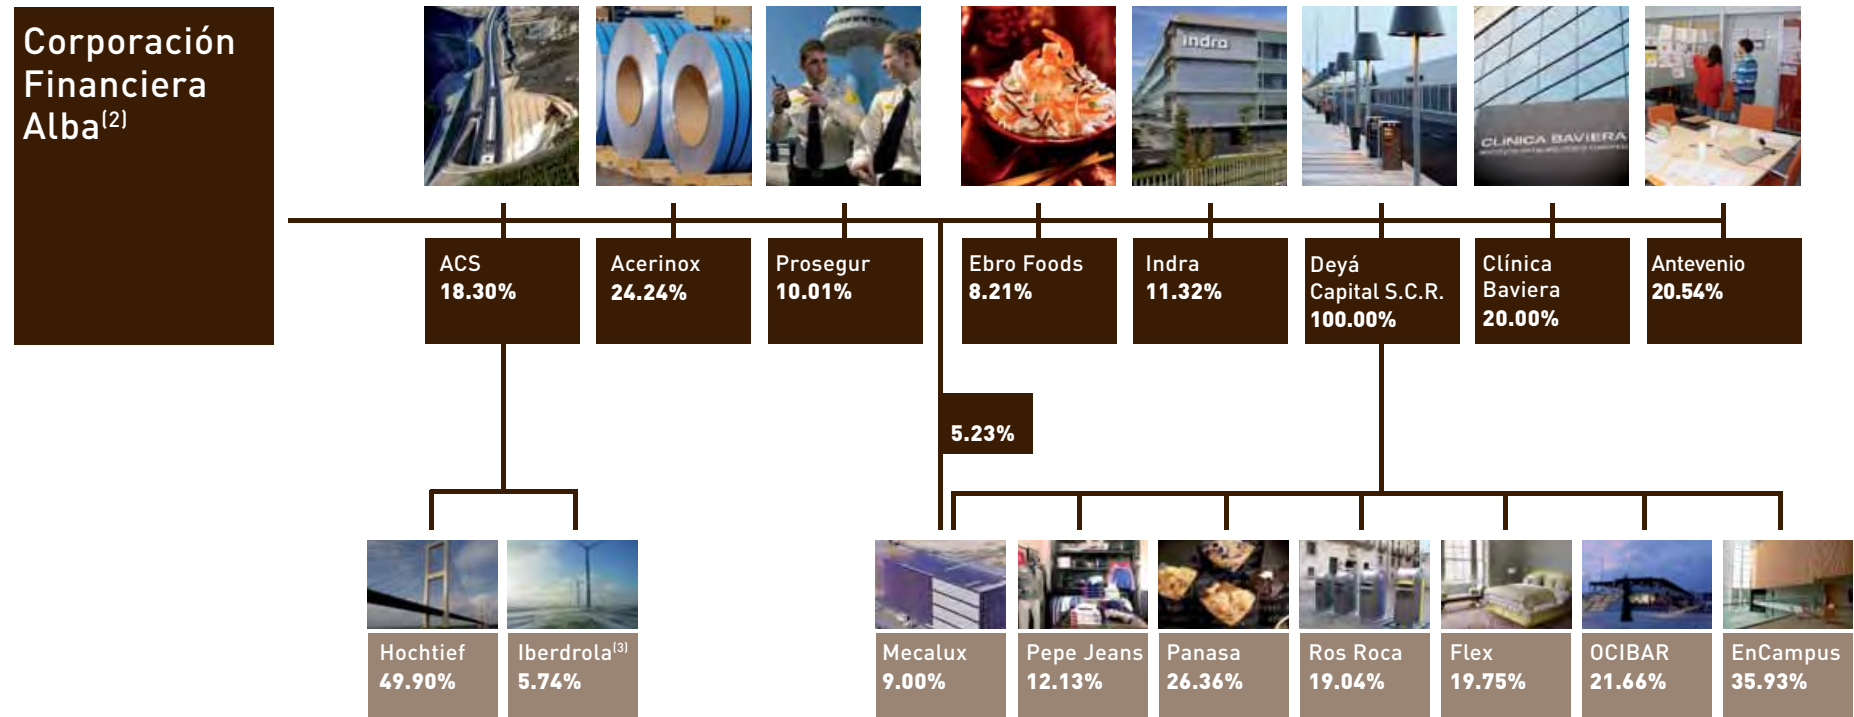 Corporación
Financiera
Alba(2)
indra
CLINICA BAVIERA
ACS
18.30%
Acerinox
24.24%
Prosegur
10.01%
Ebro Foods
8.21%
Indra
11.32%
Deyá
Capital S.C.R.
100.00%
Clínica
Baviera
20.00%
Antevenio
20.54%
5.23%
Hochtief
49.90%
Iberdrola(3)
5.74%
Mecalux
9.00%
Pepe Jeans
12.13%
Panasa
26.36%
Ros Roca
19.04%
Flex
19.75%
OCIBAR
21.66%
EnCampus
35.93%